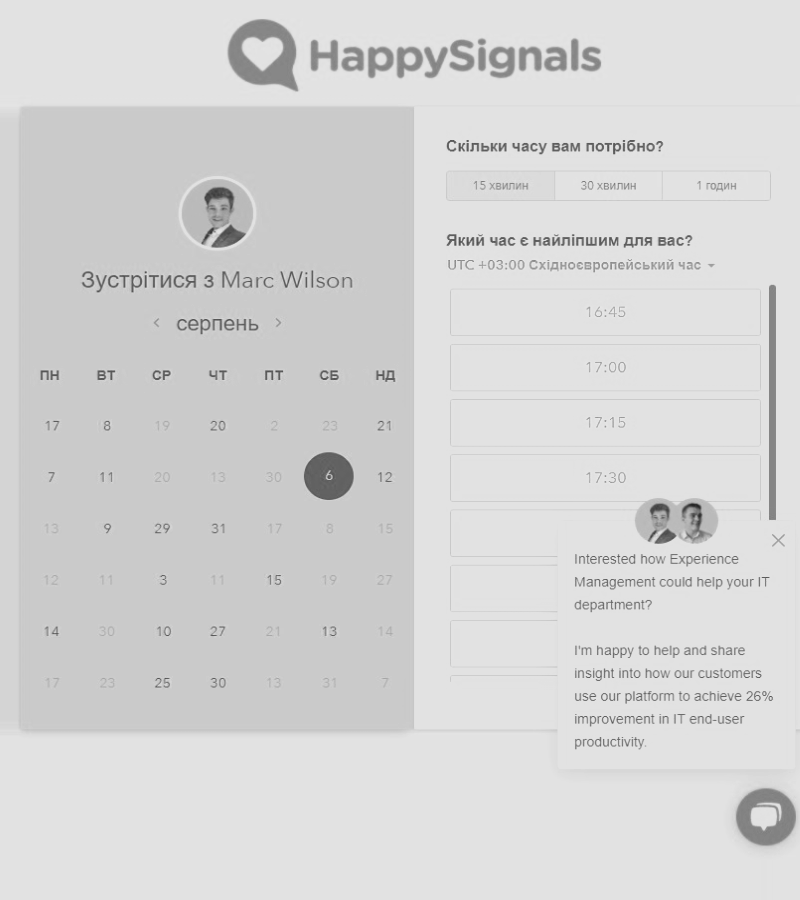 HappySignals
Зустрітися з Marc Wilson
серпень
ПН ВТ СР ЧТ ПТ СБ НД
17 8 19 20 2 23 21
7 11 20 13 30 6 12
13 9 29 31 17 8 15
12 11 3 11 15 19 27
14 30 10 27 21 13 14
17 23 25 30 13 31 7
Скільки часу вам потрібно?
15 хвилин 30 хвилин 1 годин
Який час є найліпшим для вас?
UTC +03:00 Східноєвропейський час
16:45
17:00
17:15
17:30
Interested how Experience
Management could help your IT
department?
I'm happy to help and share
insight into how our customers
use our platform to achieve 26%
improvement in IT end-user
productivity.